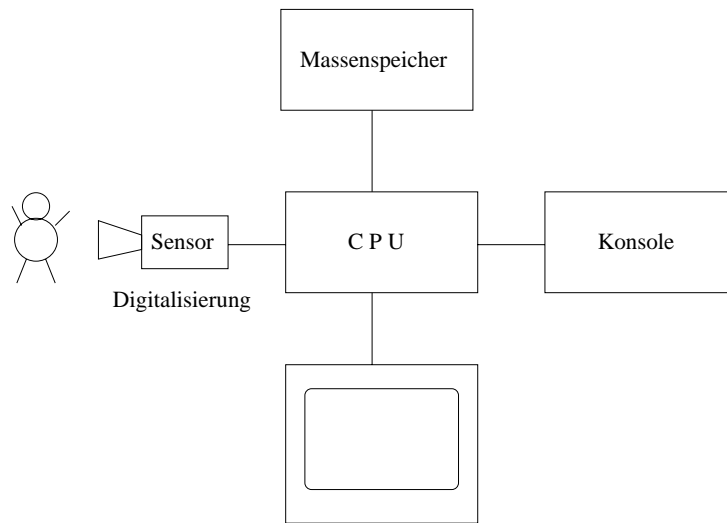 Massenspeicher
Sensor
C P U
Konsole
Digitalisierung